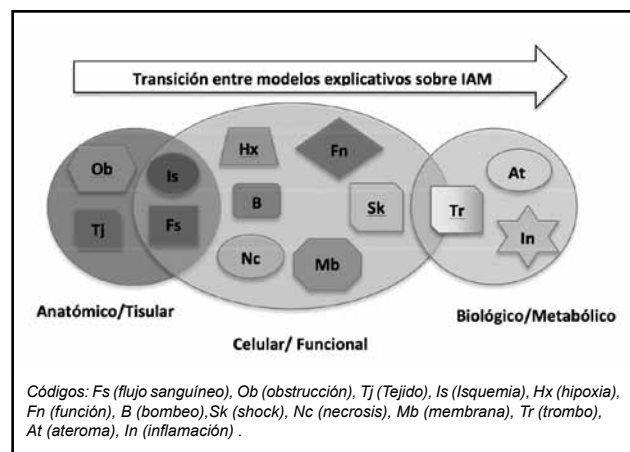 Transición entre modelos explicativos sobre IAM
Ob
Is
Tj
Fs
Hx
Fn
B
Sk
Nc
Mb
Tr
At
In
Anatómico/Tisular
Celular/ Funcional
Biológico/Metabólico
Códigos: Fs (flujo sanguíneo), Ob (obstrucción), Tj (Tejido), Is (Isquemia), Hx (hipoxia),
Fn (función), B (bombeo),Sk (shock), Nc (necrosis), Mb (membrana), Tr (trombo),
At (ateroma), In (inflamación) .